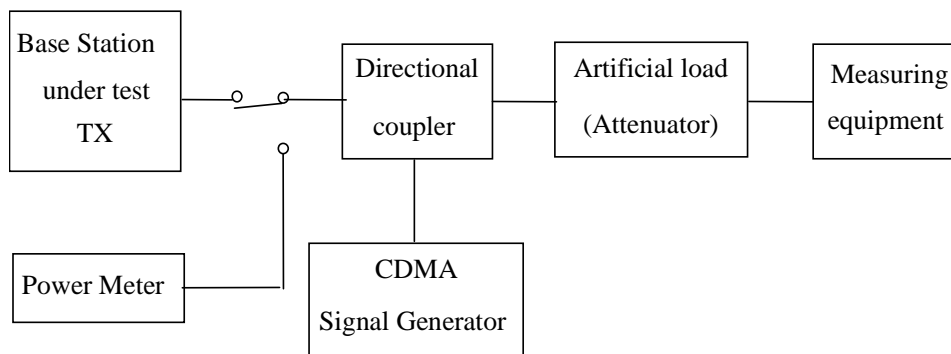 Base Station
under test
TX
Directional
coupler
Artificial load
(Attenuator)
Measuring
equipment
Power Meter
CDMA
Signal Generator